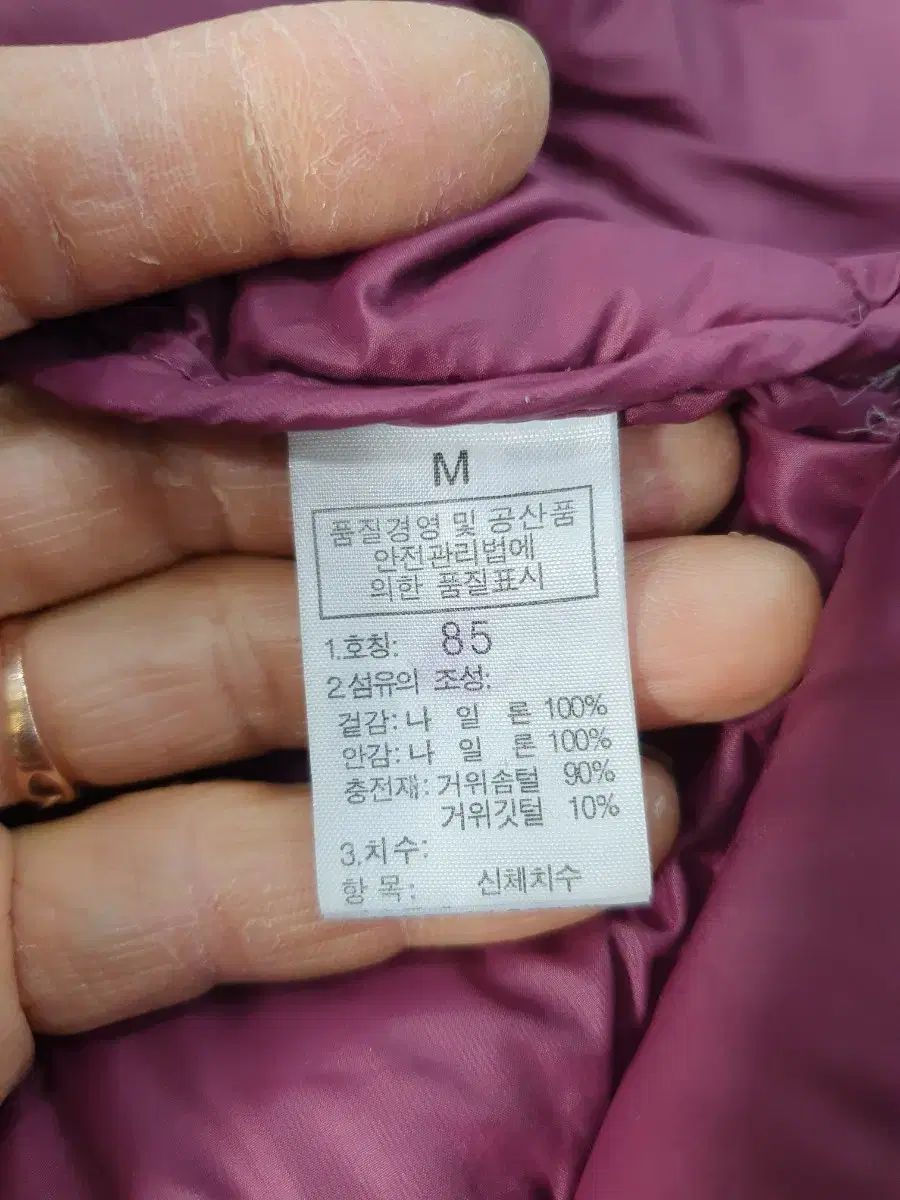 M
품질경영 및 공산품
안전관리법에
의한 품질표시
1.호칭: 85
2.섬유의 조성:
겉감: 나 일 론 100%
안감: 나 일 론 100%
충전재: 거위솜털 90%
거위깃털 10%
3.치수:
항 목: 신체치수